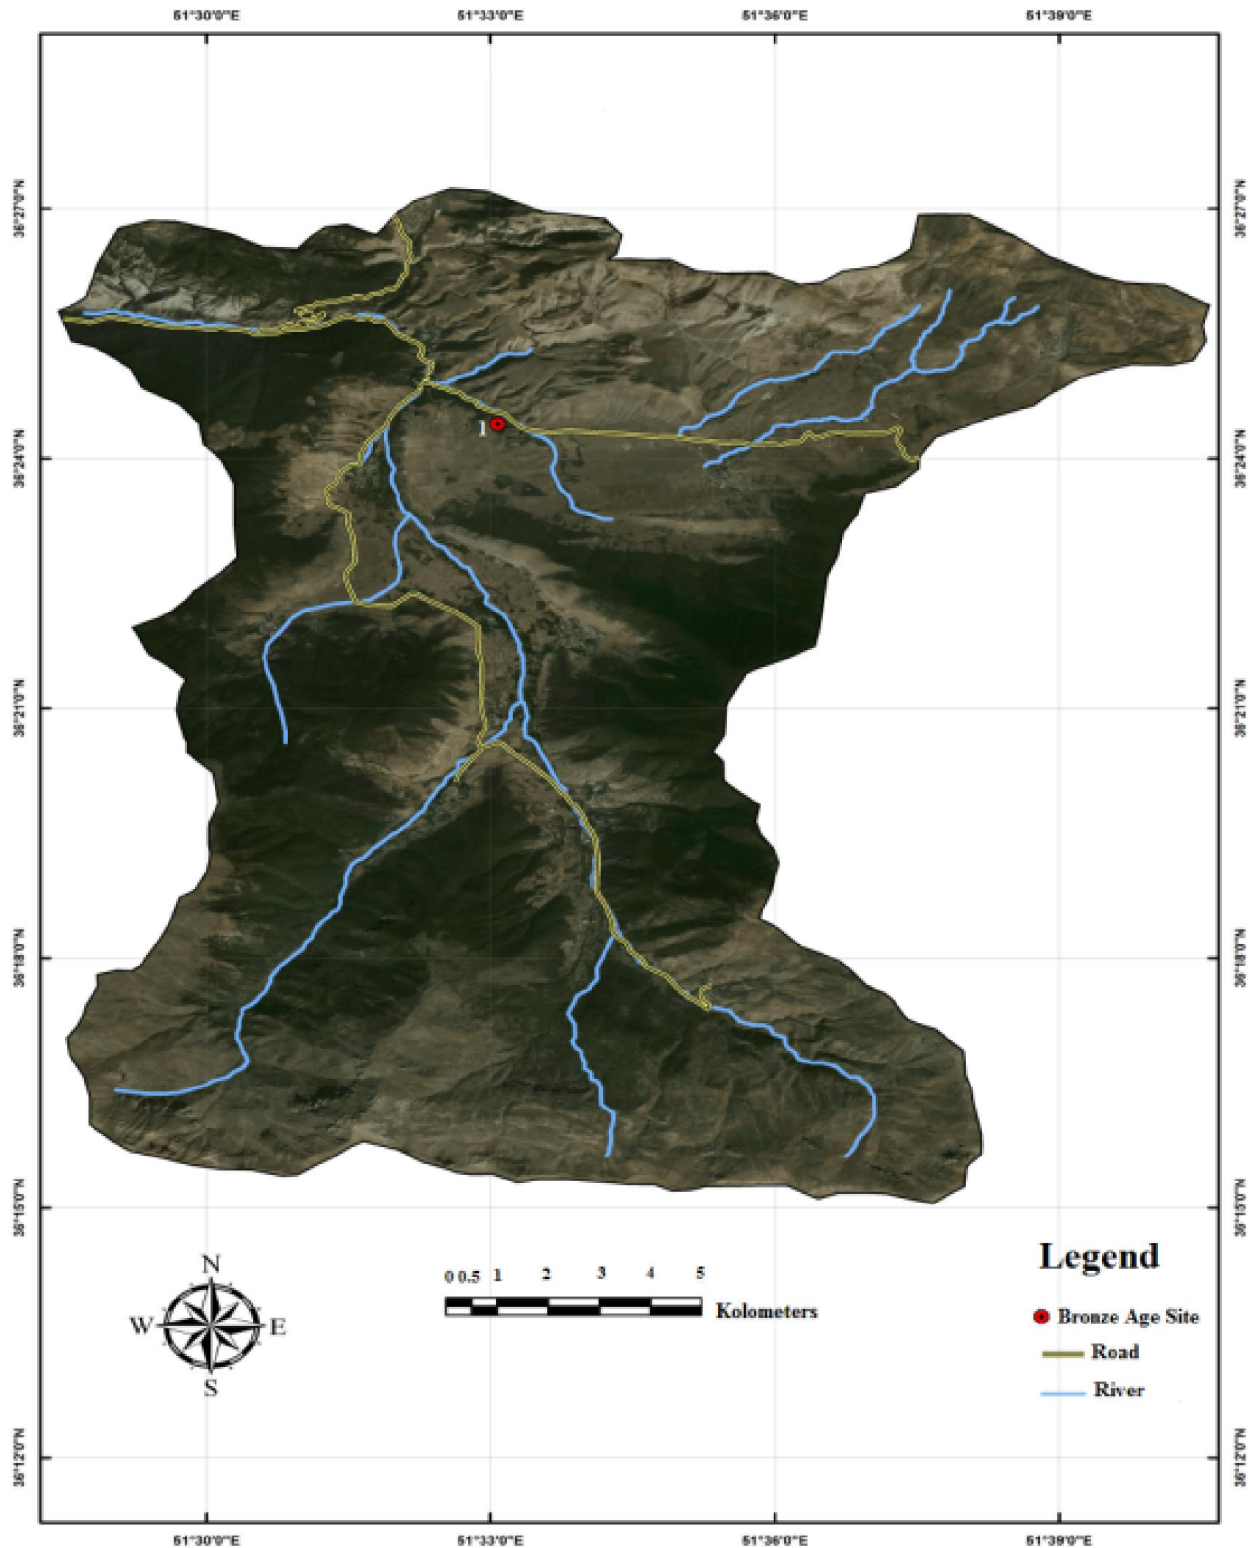 51°30'0"E 51°33'0"E 51°36'0"E 51°39'0"E
36°27'0"N 36°27'0"N
1
36°24'0"N 36°24'0"N
36°21'0"N 36°21'0"N
36°18'0"N 36°18'0"N
36°15'0"N 36°15'0"N
Legend
N
W E
S
0 0.5 1 2 3 4 5
Kolometers
Bronze Age Site
Road
River
36°12'0"N 36°12'0"N
51°30'0"E 51°33'0"E 51°36'0"E 51°39'0"E